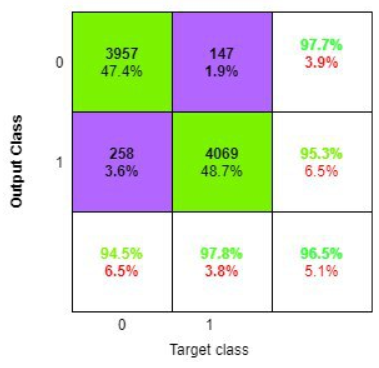 3957 147 97.7%
0 47.4% 1.9% 3.9%
258 4069 95.3%
1 3.6% 48.7% 6.5%
94.5% 97.8% 96.5%
6.5% 3.8% 5.1%
0 1
Target class
Output Class